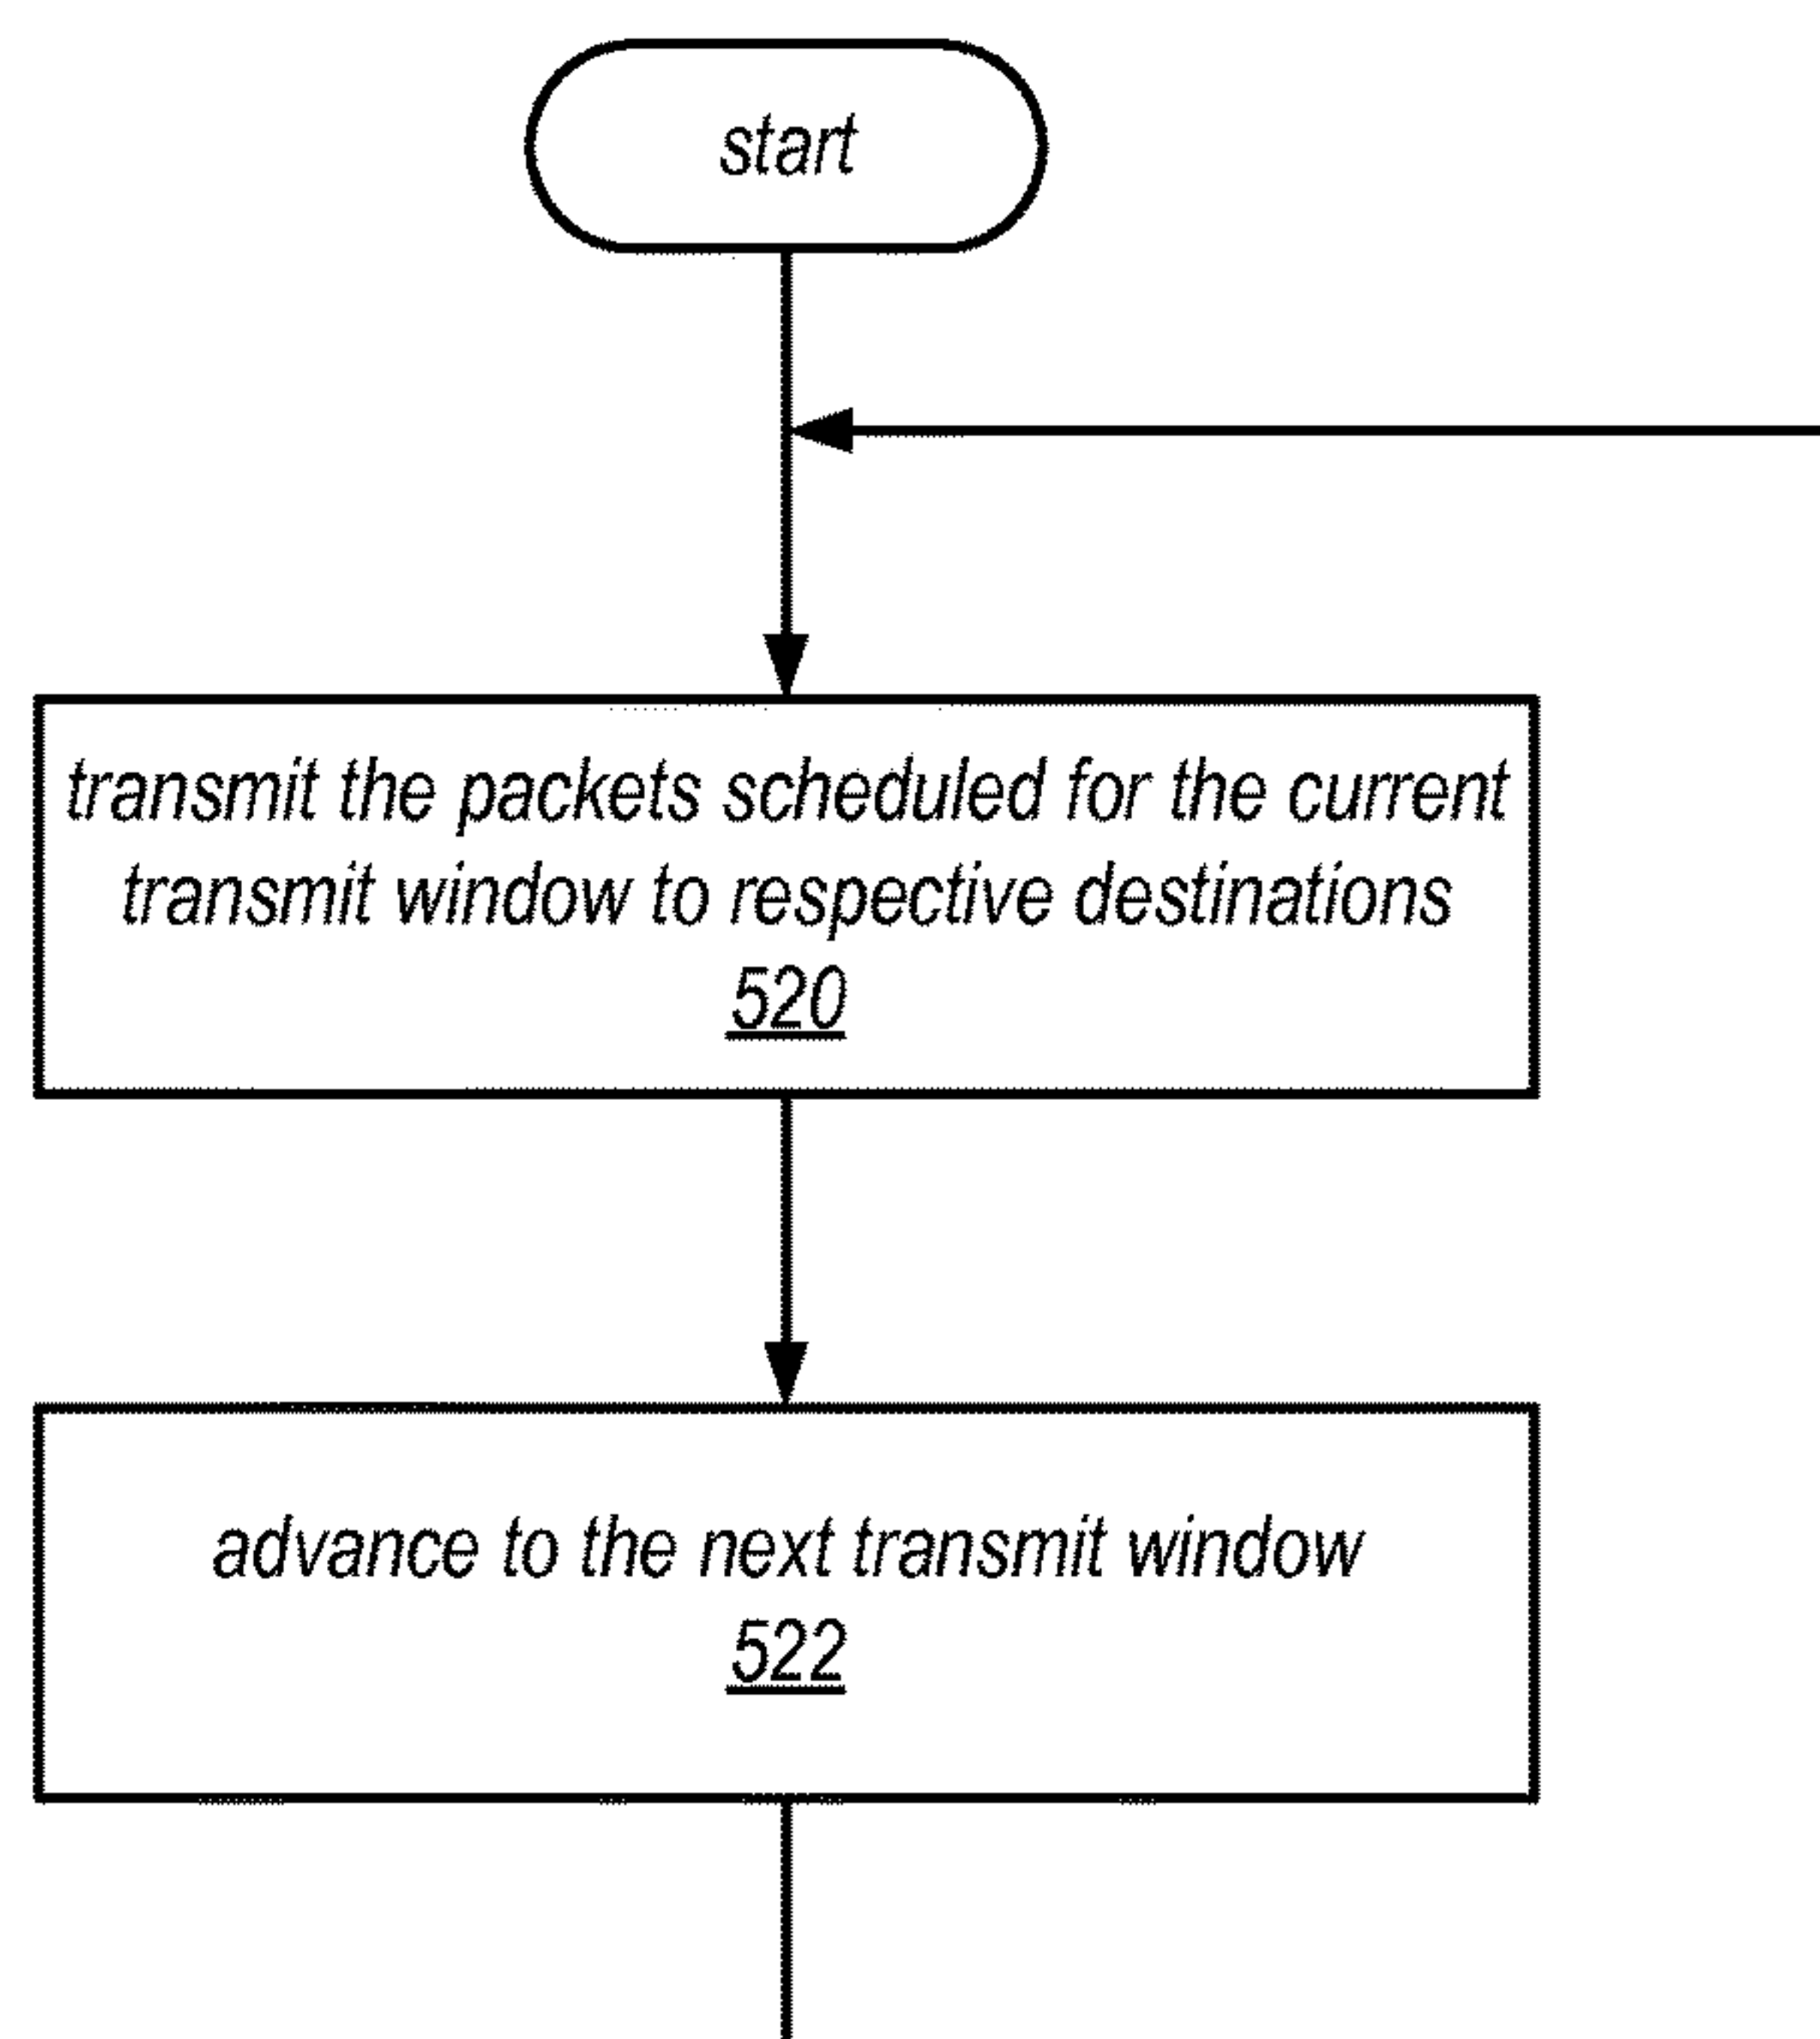 start
transmit the packets scheduled for the current
transmit window to respective destinations
520
advance to the next transmit window
522